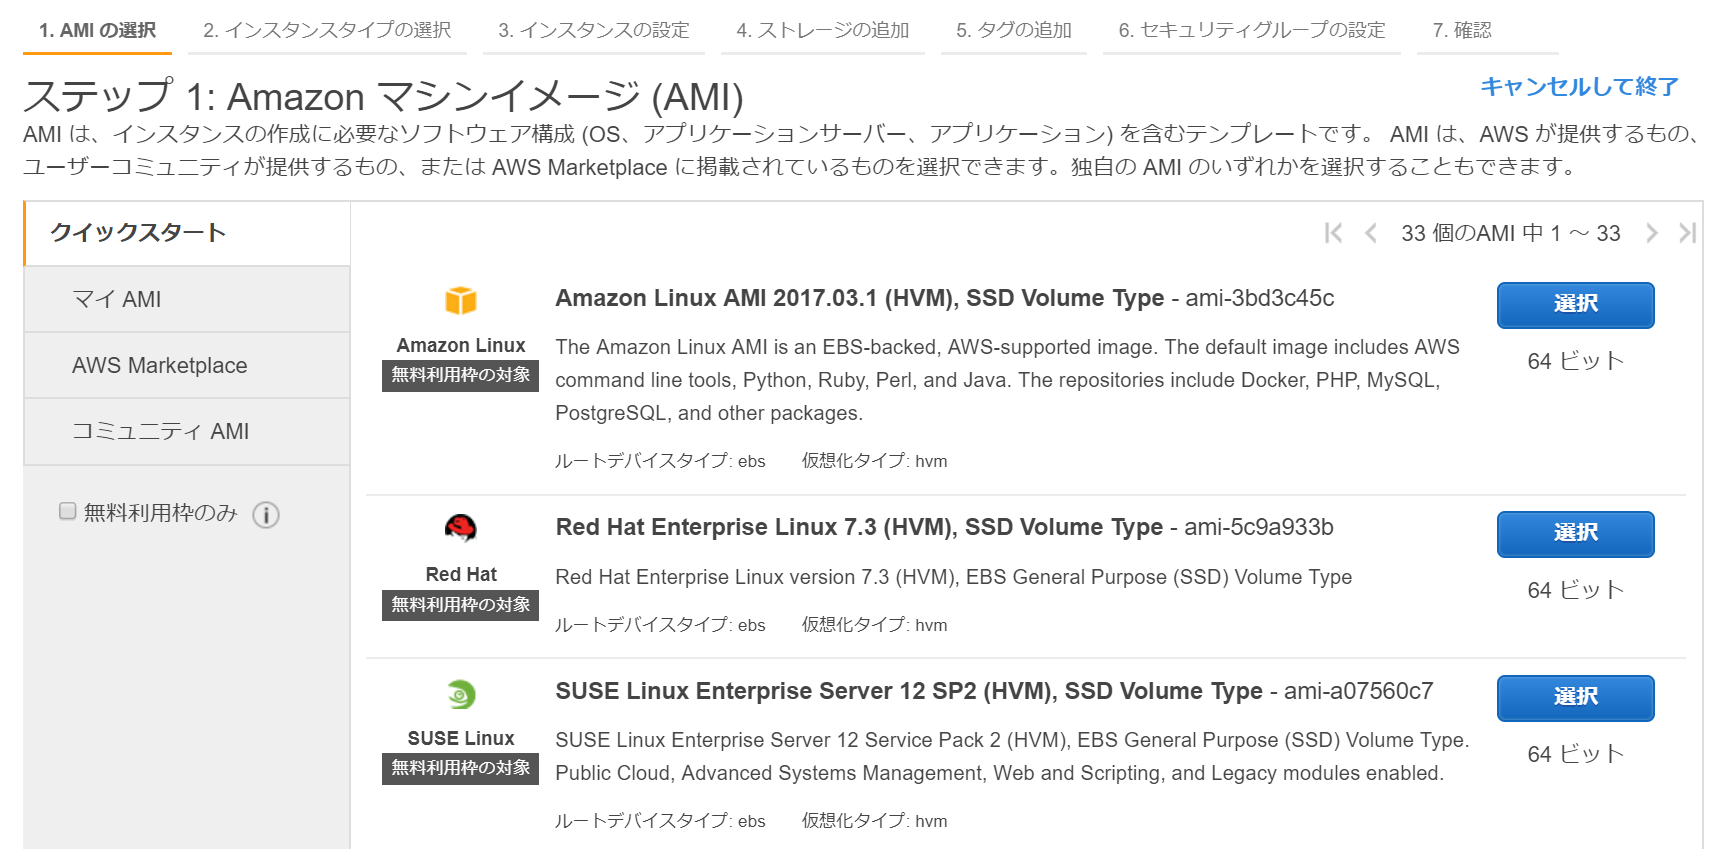 1. AMI の選択
2. インスタンスタイプの選択
3. インスタンスの設定
4. ストレージの追加
5. タグの追加
6. セキュリティグループの設定
7. 確認
ステップ 1: Amazon マシンイメージ (AMI)
キャンセルして終了
AMI は、インスタンスの作成に必要なソフトウェア構成 (OS、アプリケーションサーバー、アプリケーション) を含むテンプレートです。 AMI は、AWS が提供するもの、
ユーザーコミュニティが提供するもの、または AWS Marketplace に掲載されているものを選択できます。独自の AMI のいずれかを選択することもできます。
クイックスタート
マイ AMI
AWS Marketplace
コミュニティ AMI
無料利用枠のみ
33 個のAMI 中 1 ～ 33
Amazon Linux
無料利用枠の対象
Amazon Linux AMI 2017.03.1 (HVM), SSD Volume Type - ami-3bd3c45c
The Amazon Linux AMI is an EBS-backed, AWS-supported image. The default image includes AWS
command line tools, Python, Ruby, Perl, and Java. The repositories include Docker, PHP, MySQL,
PostgreSQL, and other packages.
ルートデバイスタイプ: ebs 仮想化タイプ: hvm
選択
64 ビット
Red Hat
無料利用枠の対象
Red Hat Enterprise Linux 7.3 (HVM), SSD Volume Type - ami-5c9a933b
Red Hat Enterprise Linux version 7.3 (HVM), EBS General Purpose (SSD) Volume Type
ルートデバイスタイプ: ebs 仮想化タイプ: hvm
選択
64 ビット
SUSE Linux
無料利用枠の対象
SUSE Linux Enterprise Server 12 SP2 (HVM), SSD Volume Type - ami-a07560c7
SUSE Linux Enterprise Server 12 Service Pack 2 (HVM), EBS General Purpose (SSD) Volume Type.
Public Cloud, Advanced Systems Management, Web and Scripting, and Legacy modules enabled.
ルートデバイスタイプ: ebs 仮想化タイプ: hvm
選択
64 ビット